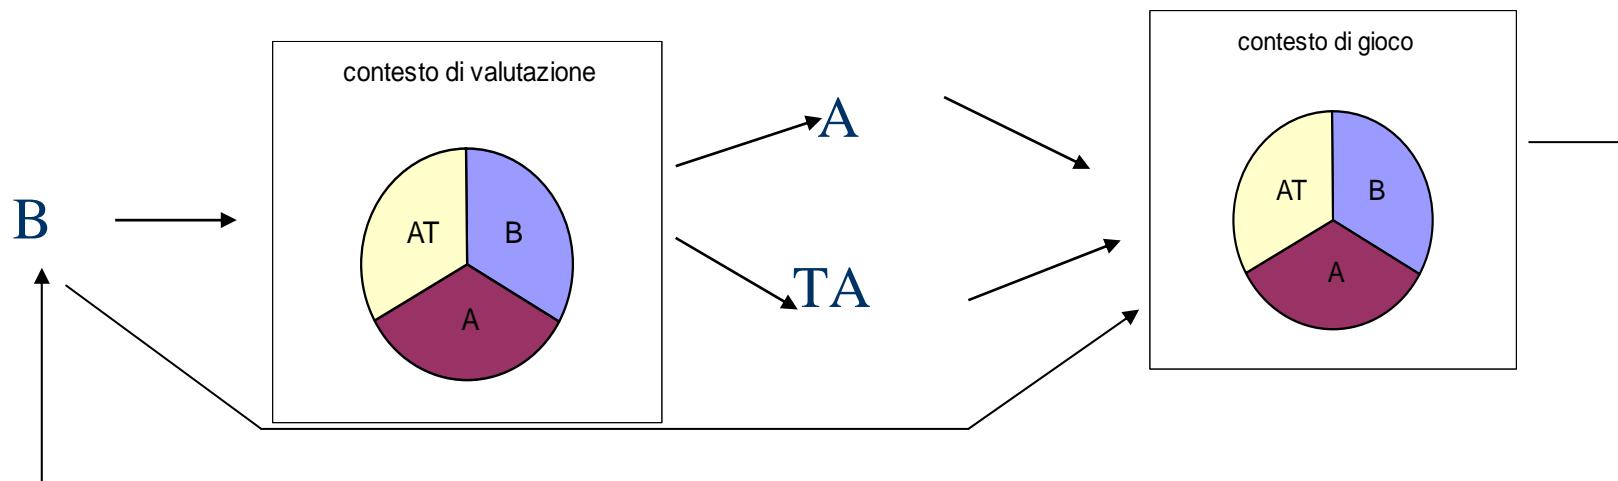 B
contesto di valutazione
AT
B
A
A
TA
contesto di gioco
AT
B
A